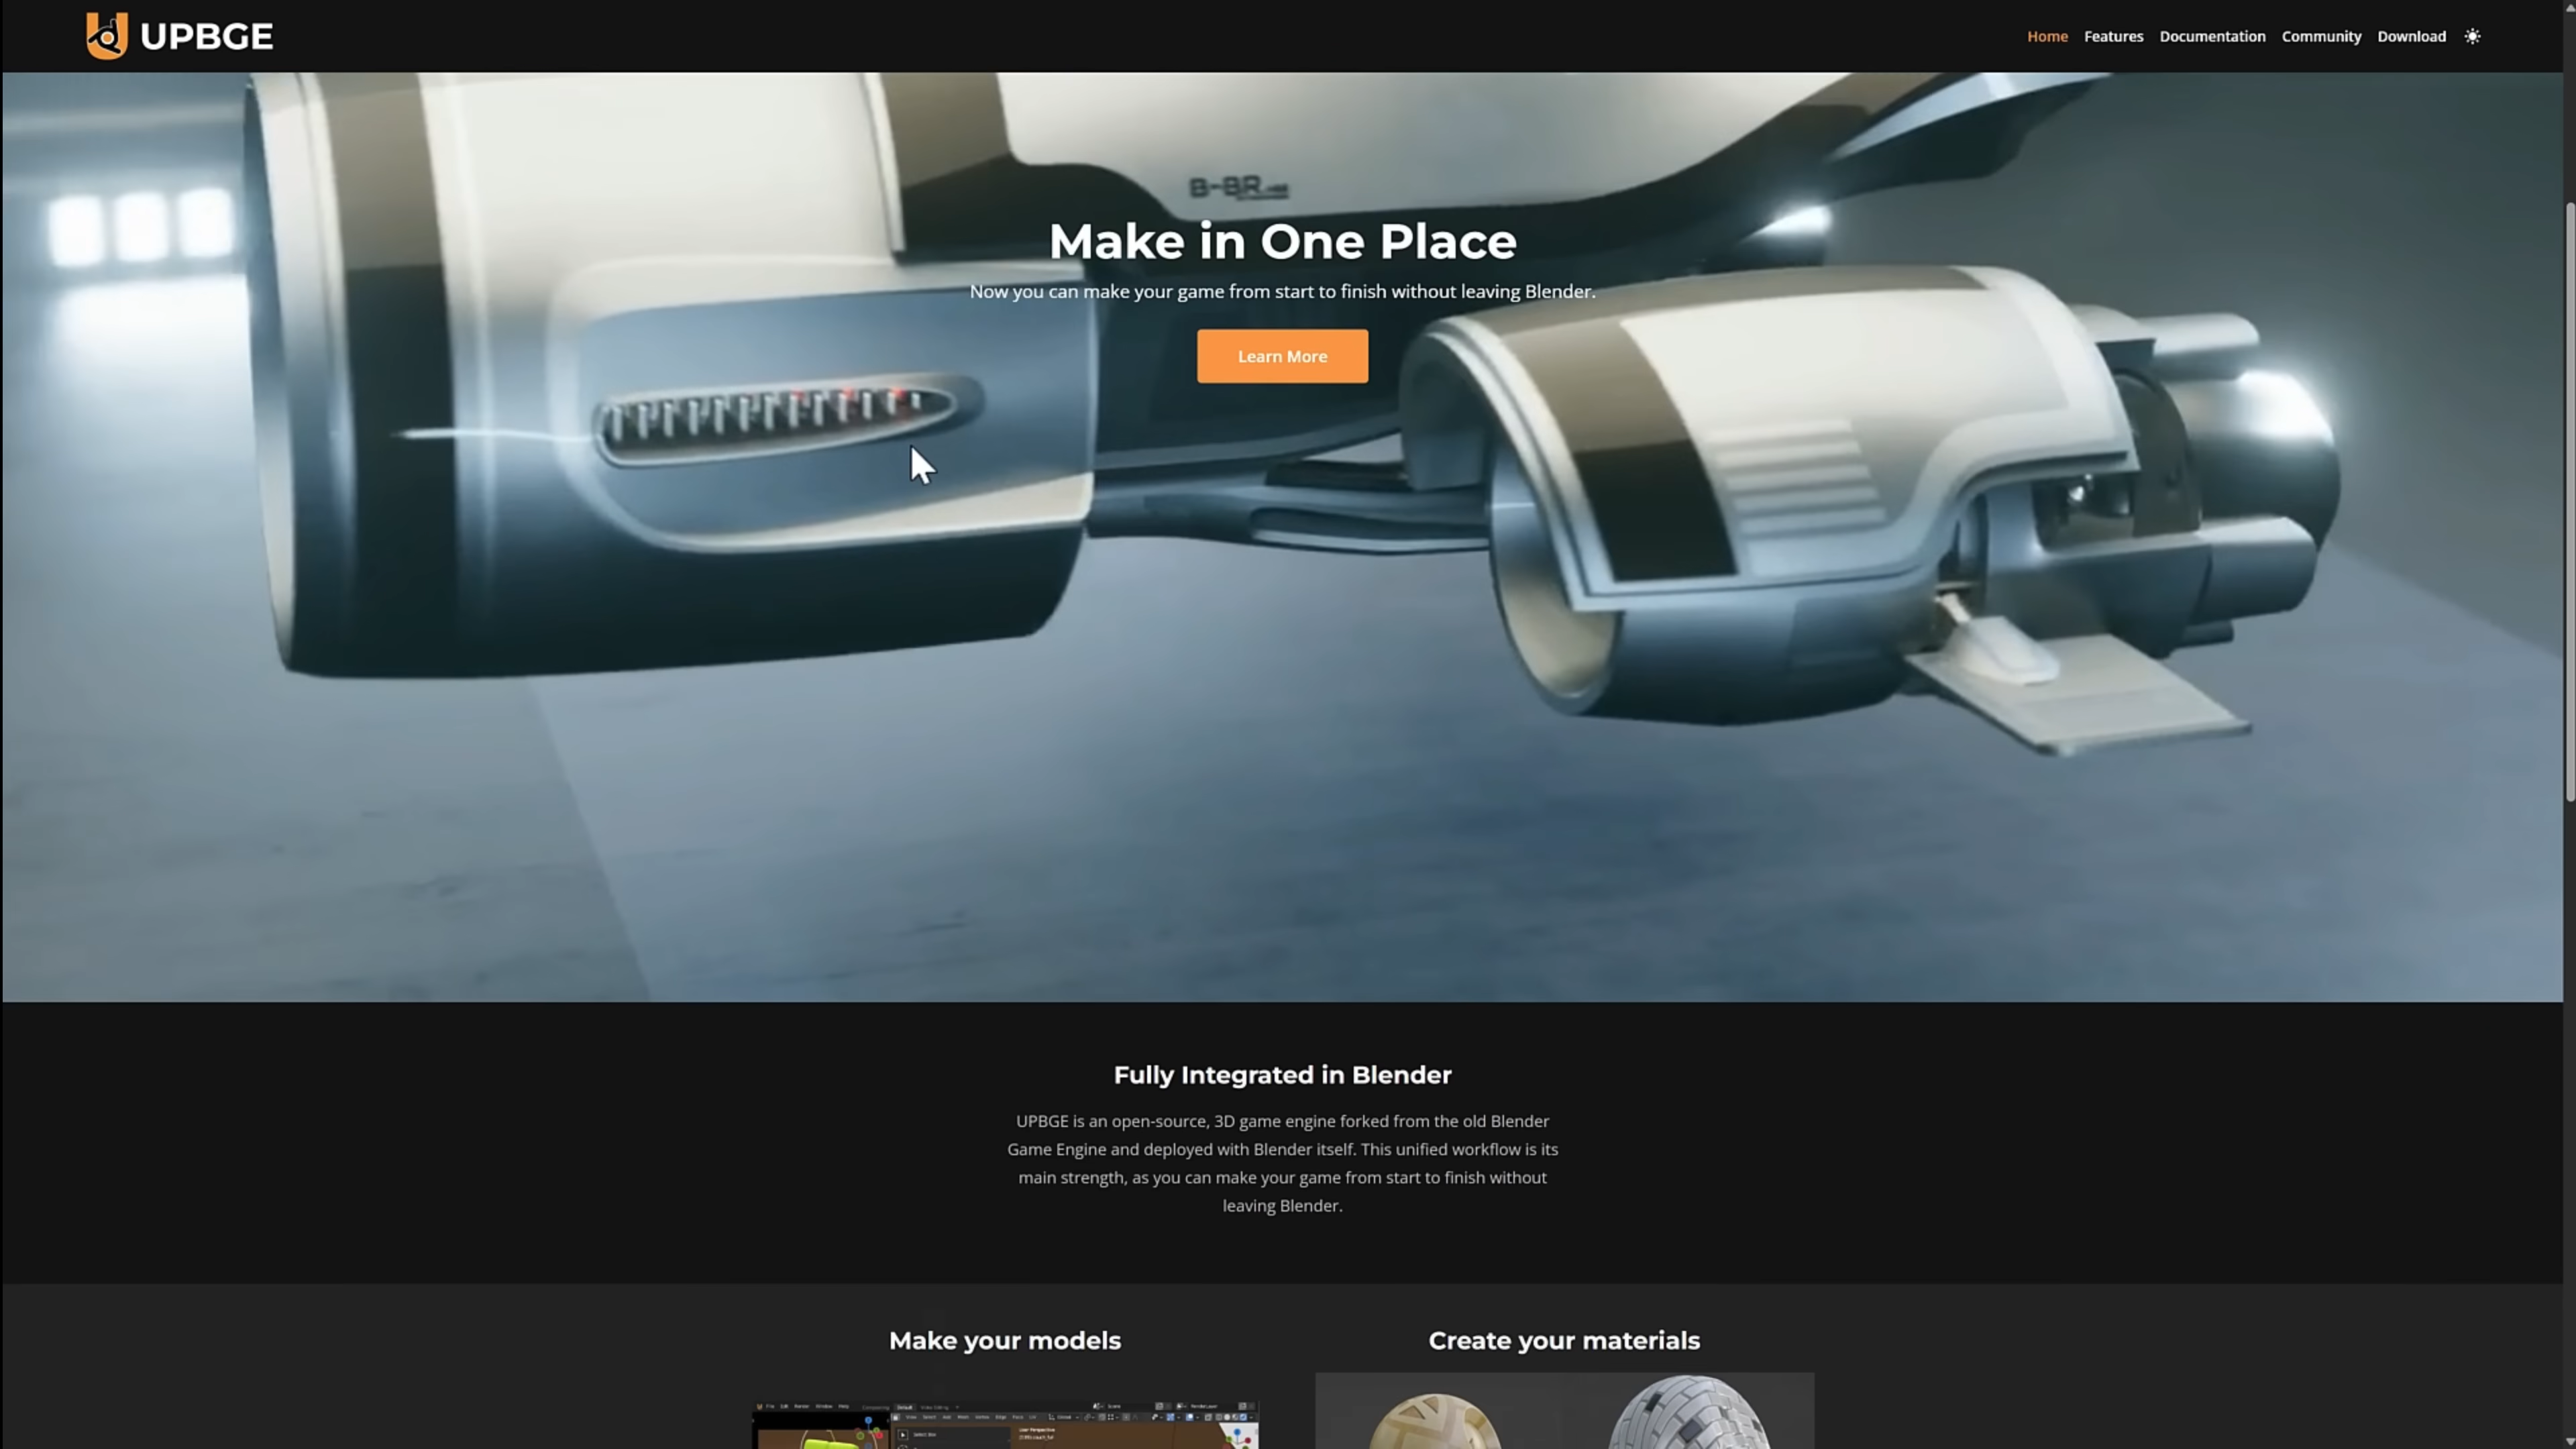 UPBGE
Home Features Documentation Community Download
B-BR
Make in One Place
Now you can make your game from start to finish without leaving Blender.
Learn More
Fully Integrated in Blender
UPBGE is an open-source, 3D game engine forked from the old Blender
Game Engine and deployed with Blender itself. This unified workflow is its
main strength, as you can make your game from start to finish without
leaving Blender.
Make your models
Create your materials